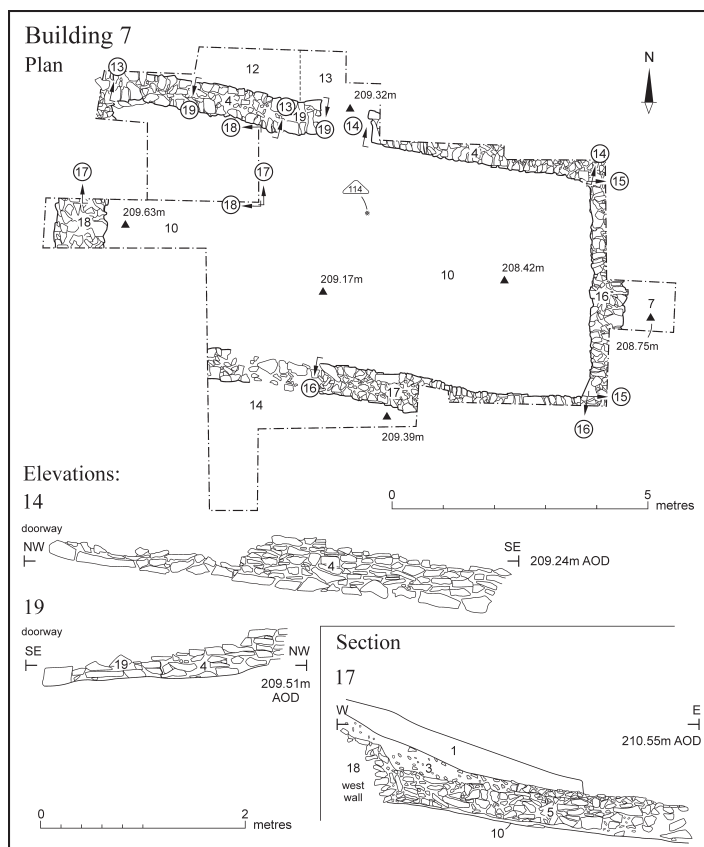 Building 7
Plan
N
13
12
13
209.32m
4
13
19
19
18
19
14
4
14
15
17
17
114
18
18
209.63m
10
10
208.42m
209.17m
16
7
208.75m
16
17
15
14
209.39m
16
Elevations:
0 5
metres
14
doorway
NW
4
SE
209.24m AOD
19
doorway
SE
19
4
NW
209.51m
AOD
Section
17
W
E
1
210.55m AOD
18
3
west
wall
5
10
0 2
metres